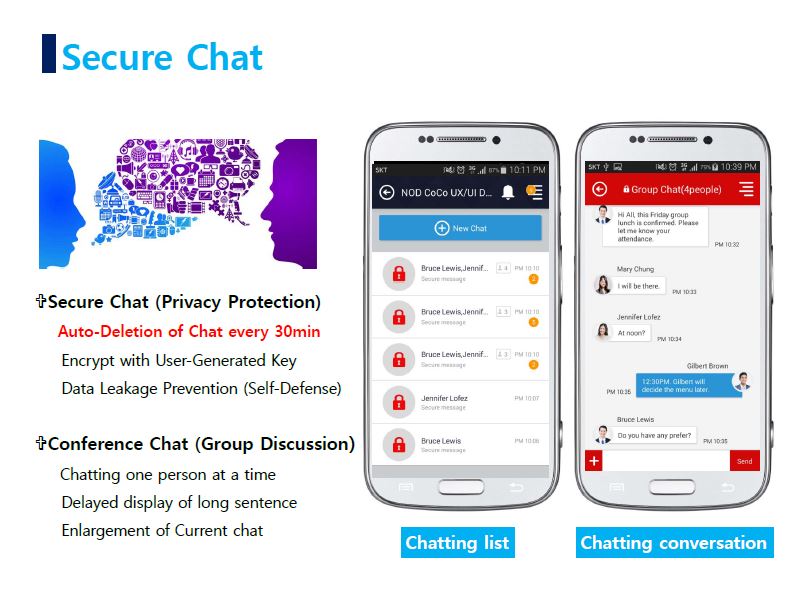 Secure Chat
✞Secure Chat (Privacy Protection)
Auto-Deletion of Chat every 30min
Encrypt with User-Generated Key
Data Leakage Prevention (Self-Defense)
✞Conference Chat (Group Discussion)
Chatting one person at a time
Delayed display of long sentence
Enlargement of Current chat
SKT 3G 87% 10:11 PM
NOD CoCo UX/UI D...
New Chat
Bruce Lewis,Jennif... 4 PM 10:10
Secure message
Bruce Lewis,Jennif... 3 PM 10:10
Secure message
Bruce Lewis,Jennif... 3 PM 10:10
Secure message
Jennifer Lofez PM 10:07
Secure message
Bruce Lewis PM 10:06
Secure message
Chatting list
SKT 3G 79% 10:39 PM
Group Chat(4people)
Hi All, this Friday group
lunch is confirmed. Please
let me know your
attendance.
PM 10:32
Mary Chung
I will be there.
PM 10:33
Jennifer Lofez
At noon?
PM 10:34
Gilbert Brown
12:30PM. Gilbert will
decide the menu later.
PM 10:35
Bruce Lewis
Do you have any prefer?
PM 10:35
+ Send
Chatting conversation